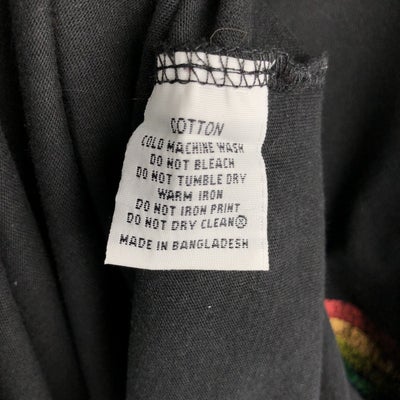 COTTON
COLD MACHINE WASK
DO NOT BLEACH
DO NOT TUMBLE DRY
WARM IRON
DO NOT IRON PRINT
DO NOT DRY CLEAN®
MADE IN BANGLADESH